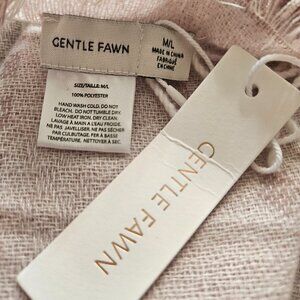 GENTLE FAWN
M/L
MADE IN CHINA
FABRIQUÉ
EN CHINE
SIZE/TAILLE: M/L
100% POLYESTER
HAND WASH COLD. DO NOT
BLEACH. DO NOT TUMBLE DRY.
LOW HEAT IRON. DRY CLEAN.
LAVAGE À MAIN A L'EAU FROIDE.
NE PAS JAVELLISER. NE PAS SÉCHER
PAR CULBUTAGE. FER À BASSE
TEMPÉRATURE. NETTOYER À SEC.
GENTLE FAWN